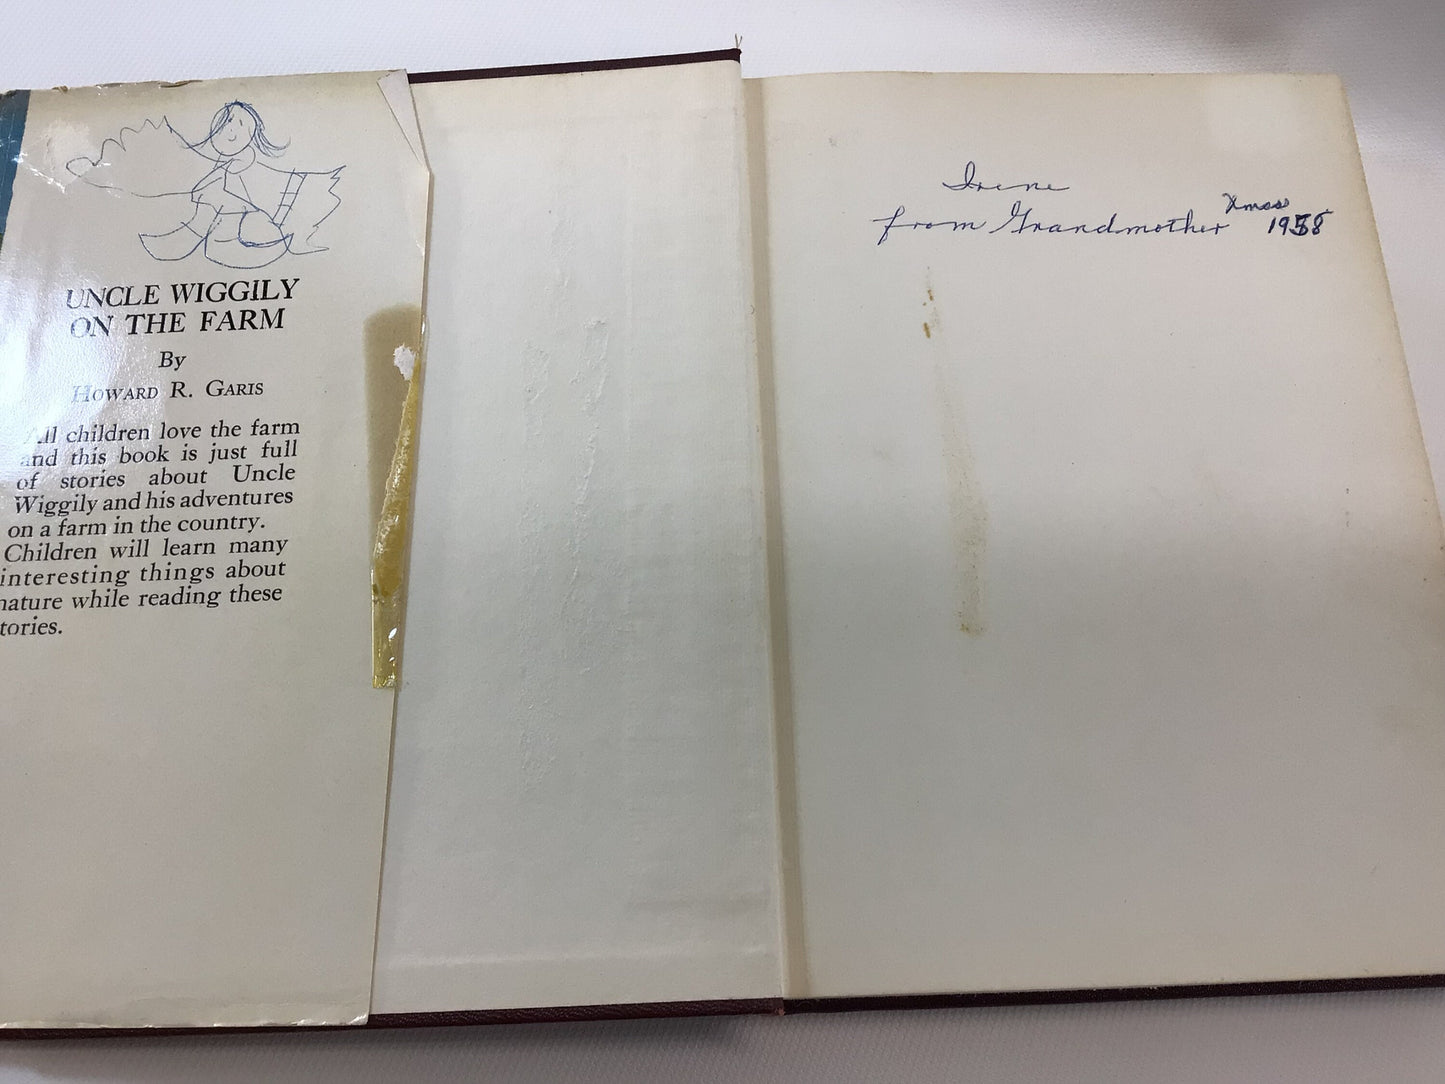 UNCLE WIGGILY
ON THE FARM
By
HOWARD R. GARIS
All children love the farm
and this book is just full
of stories about Uncle
Wiggily and his adventures
on a farm in the country.
Children will learn many
interesting things about
nature while reading these
stories.
Irene
from Grandmother Xmas 1958